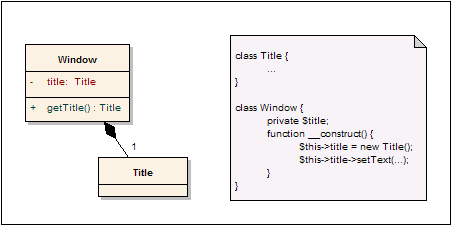 Window
- title: Title
+ getTitle() : Title
1
Title
class Title {
...
}
class Window {
private $title;
function __construct() {
$this->title = new Title();
$this->title->setText(...);
}
}